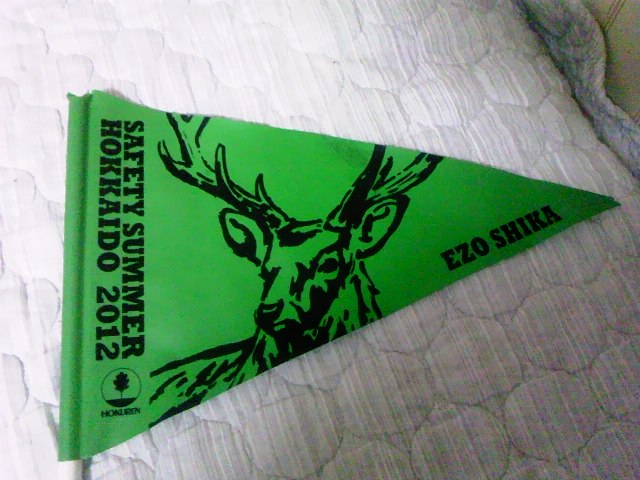 SAFETY SUMMER
HOKKAIDO 2012
HOKUREN
EZO SHIKA